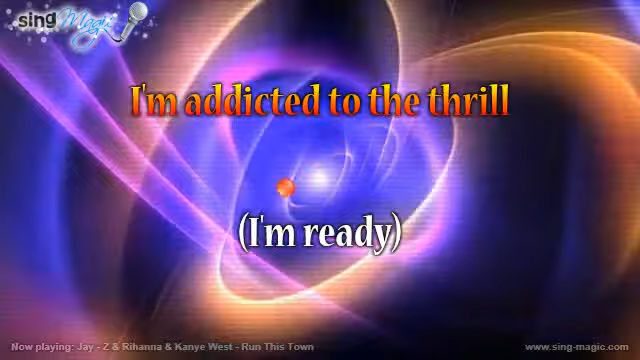 sing Magic
I'm addicted to the thrill
(I'm ready)
Now playing: Jay - Z & Rihanna & Kanye West - Run This Town
www.sing-magic.com